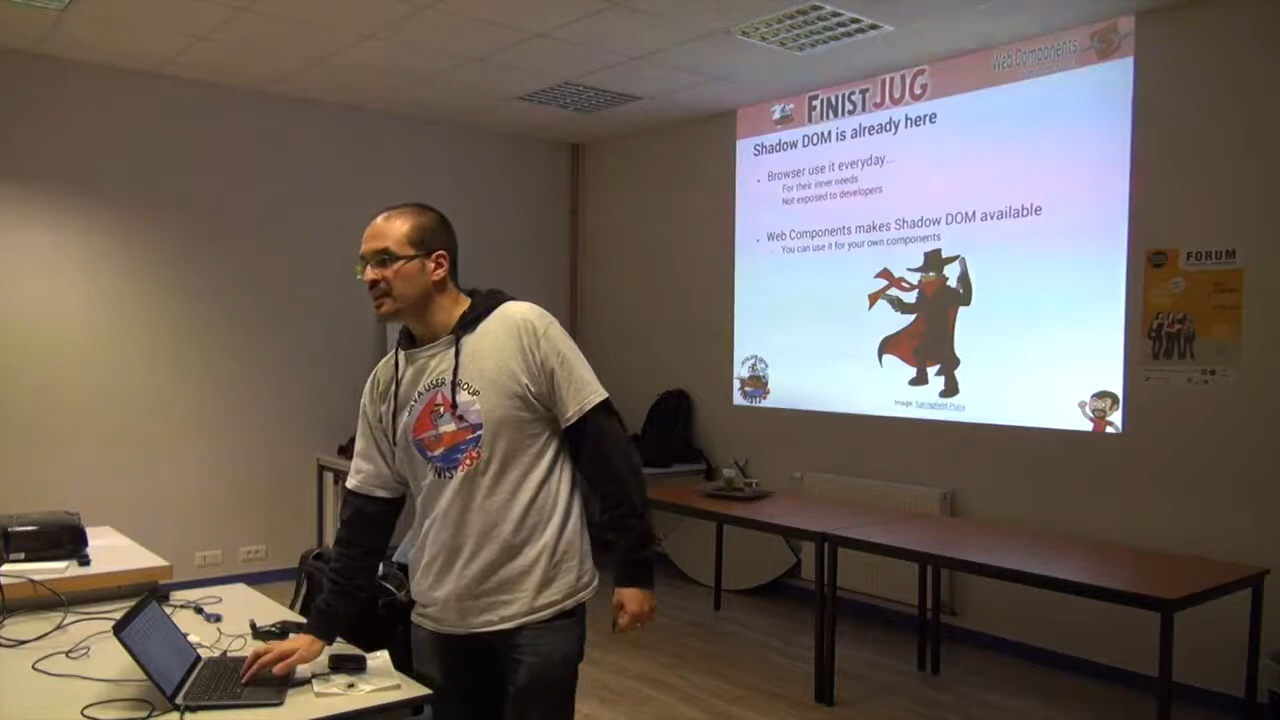 Web Components
FINISTJUG
Shadow DOM is already here
Browser use it everyday...
For their inner needs
Not exposed to developers
Web Components makes Shadow DOM available
You can use it for your own components
Image: Springfield Punx
FORUM
JAVA USER GROUP
FINISTJUG